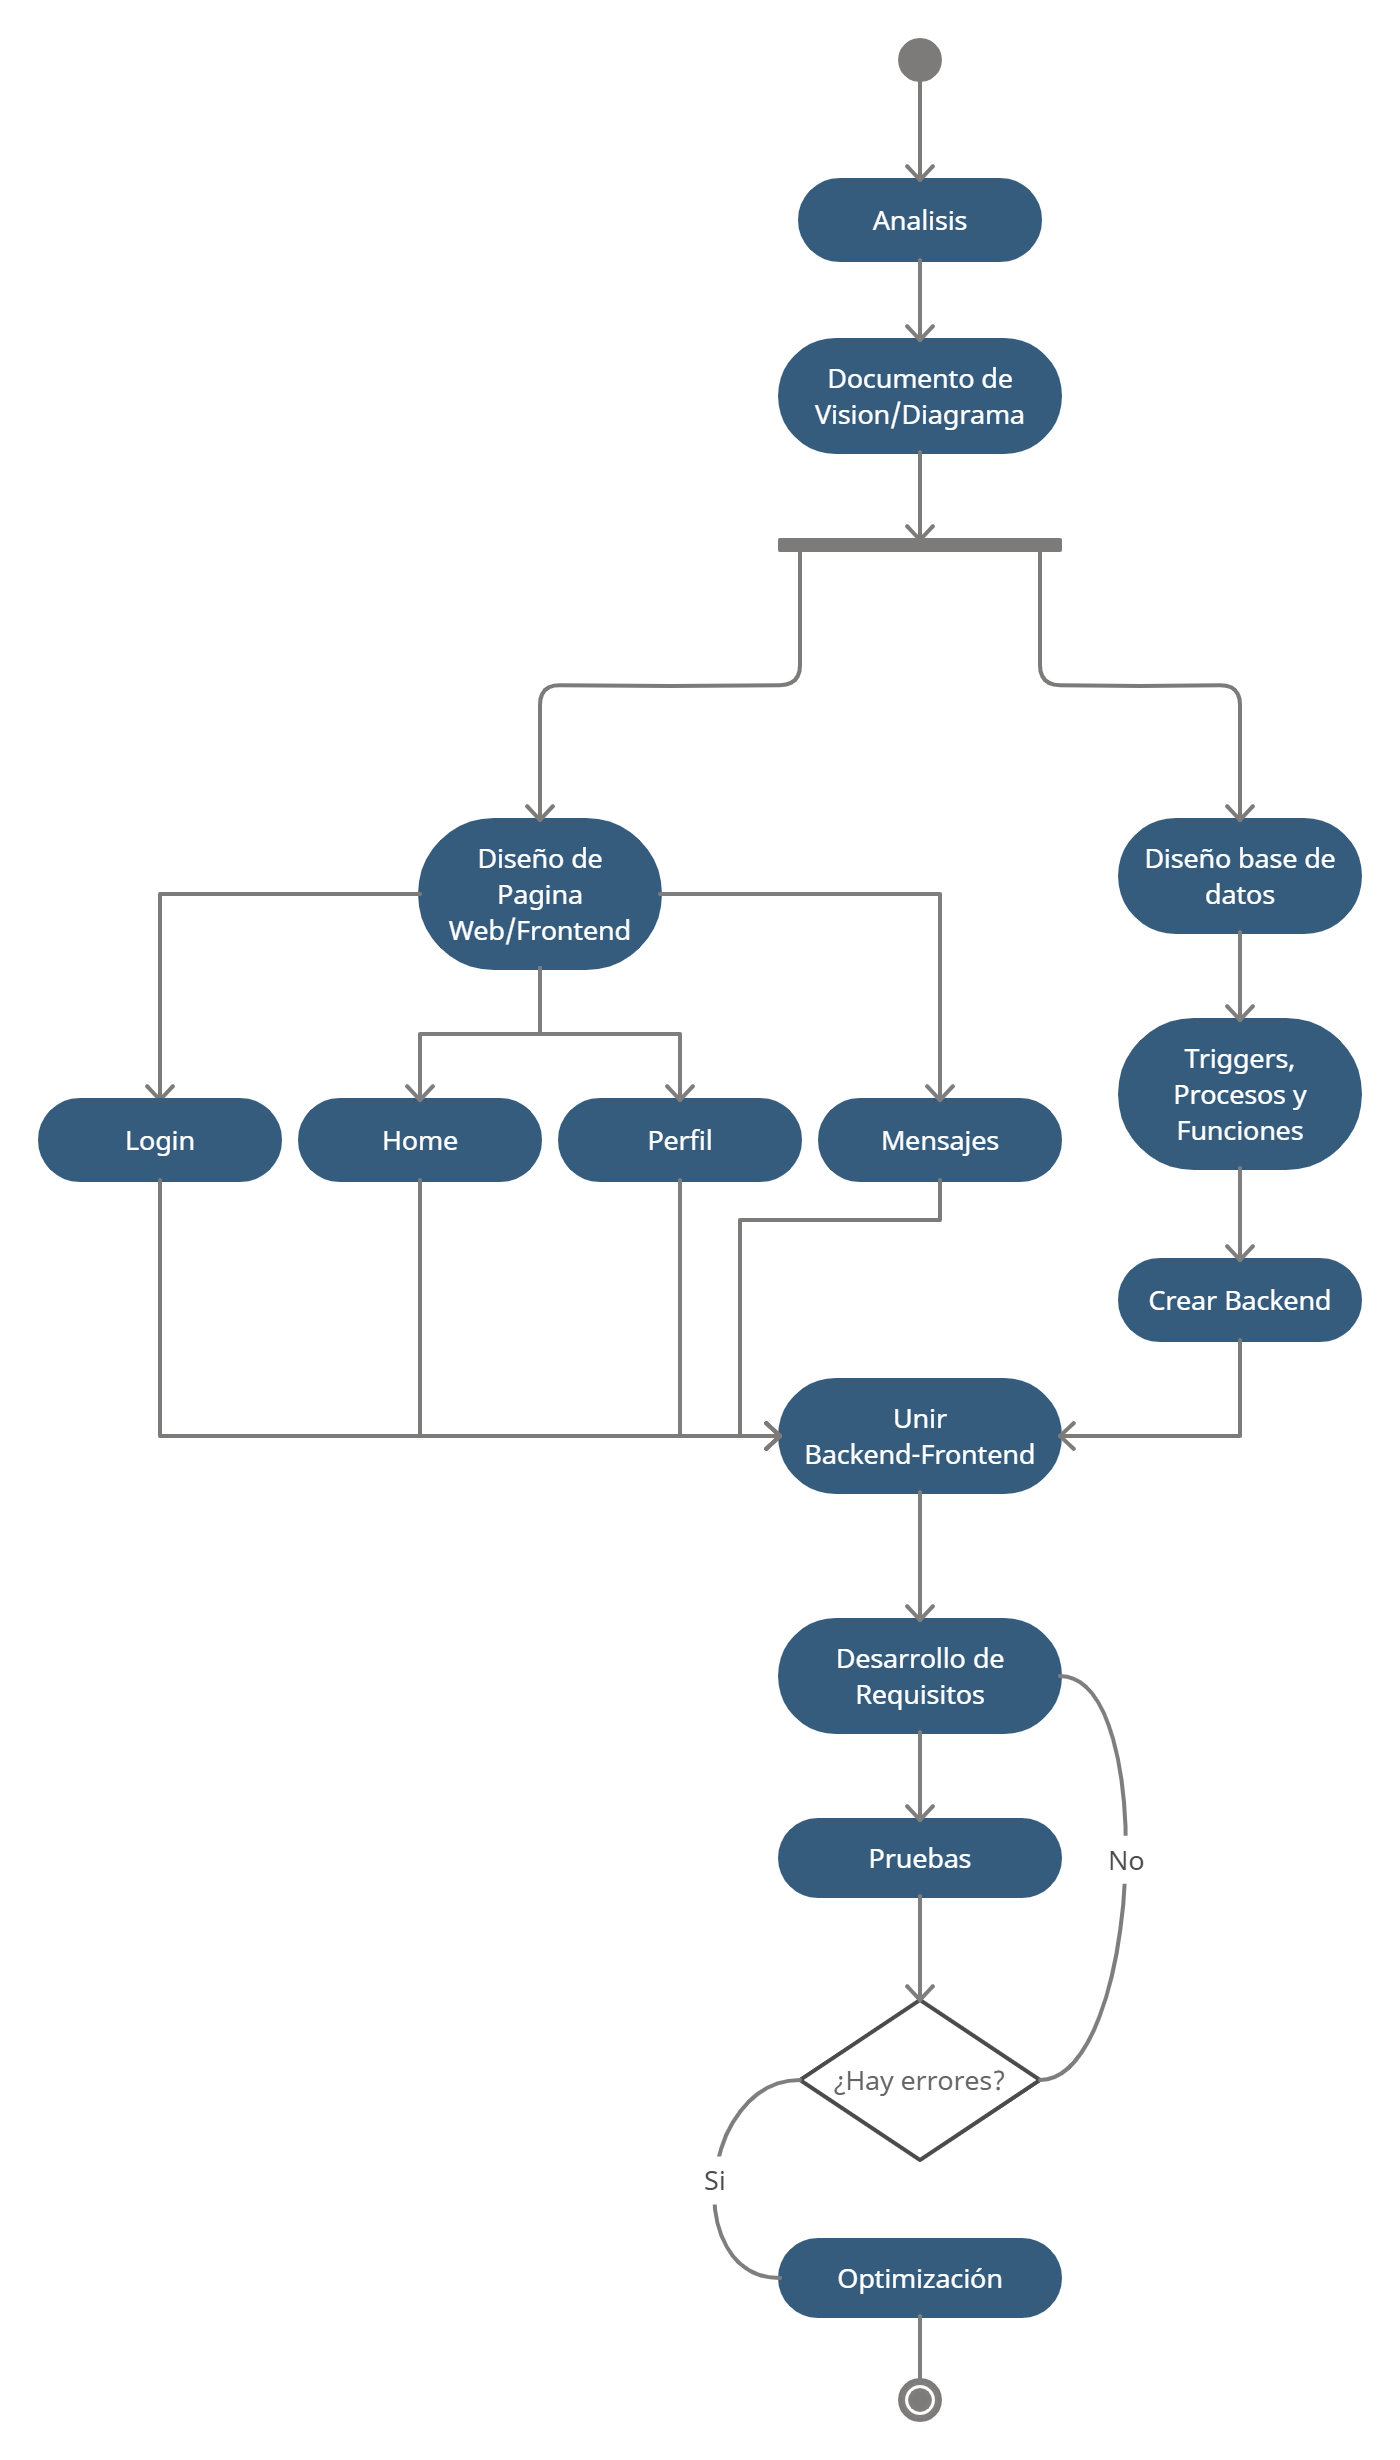 Analisis
Documento de
Vision/Diagrama
Diseño de
Pagina
Web/Frontend
Diseño base de
datos
Login
Home
Perfil
Mensajes
Triggers,
Procesos y
Funciones
Crear Backend
Unir
Backend-Frontend
Desarrollo de
Requisitos
Pruebas
No
¿Hay errores?
Si
Optimización